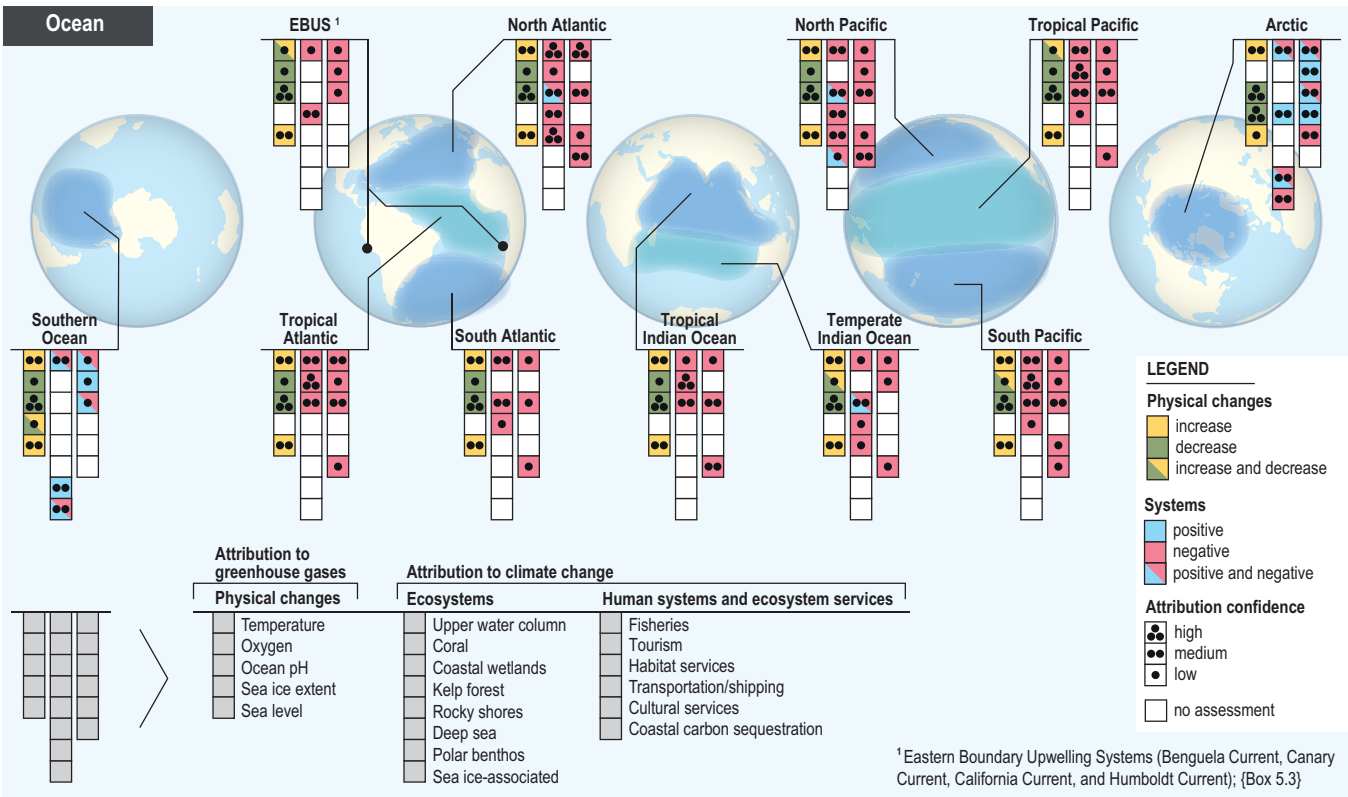 Ocean
EBUS 1
North Atlantic
North Pacific
Tropical Pacific
Arctic
Southern
Ocean
Tropical
Atlantic
South Atlantic
Tropical
Indian Ocean
Temperate
Indian Ocean
South Pacific
LEGEND
Physical changes
increase
decrease
increase and decrease
Systems
positive
negative
positive and negative
Attribution confidence
high
medium
low
no assessment
Attribution to
greenhouse gases
Physical changes
Temperature
Oxygen
Ocean pH
Sea ice extent
Sea level
Attribution to climate change
Ecosystems
Upper water column
Coral
Coastal wetlands
Kelp forest
Rocky shores
Deep sea
Polar benthos
Sea ice-associated
Human systems and ecosystem services
Fisheries
Tourism
Habitat services
Transportation/shipping
Cultural services
Coastal carbon sequestration
1 Eastern Boundary Upwelling Systems (Benguela Current, Canary
Current, California Current, and Humboldt Current); {Box 5.3}